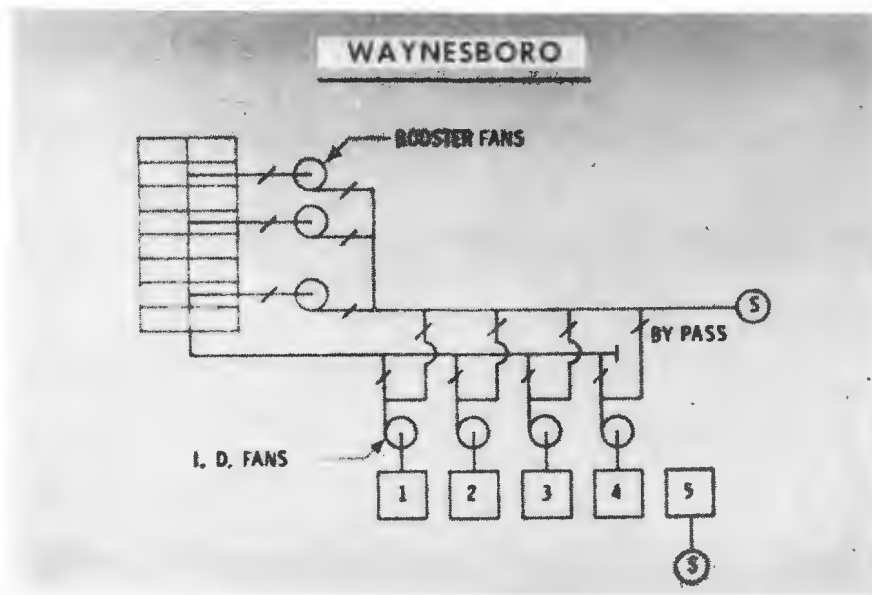 WAYNESBORO
BOOSTER FANS
S
BY PASS
I. D. FANS
1 2 3 4 5
S